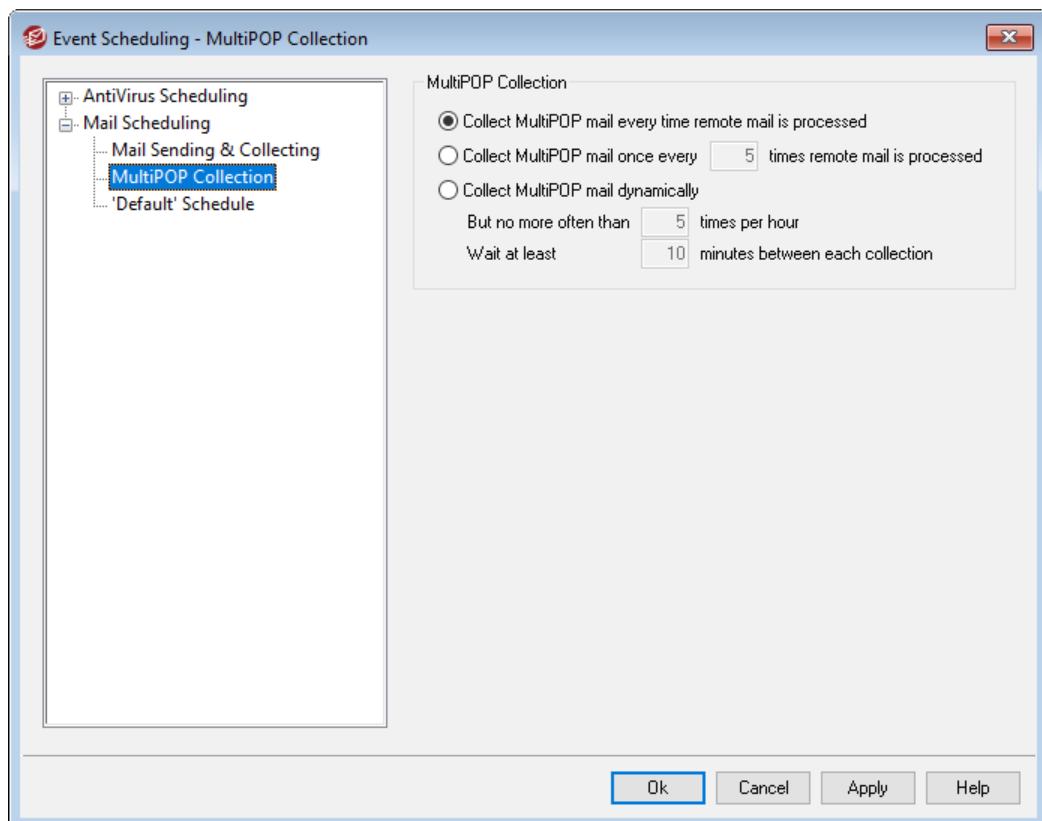 Event Scheduling - MultiPOP Collection
AntiVirus Scheduling
Mail Scheduling
Mail Sending & Collecting
MultiPOP Collection
'Default' Schedule
MultiPOP Collection
Collect MultiPOP mail every time remote mail is processed
Collect MultiPOP mail once every 5 times remote mail is processed
Collect MultiPOP mail dynamically
But no more often than 5 times per hour
Wait at least 10 minutes between each collection
Ok Cancel Apply Help